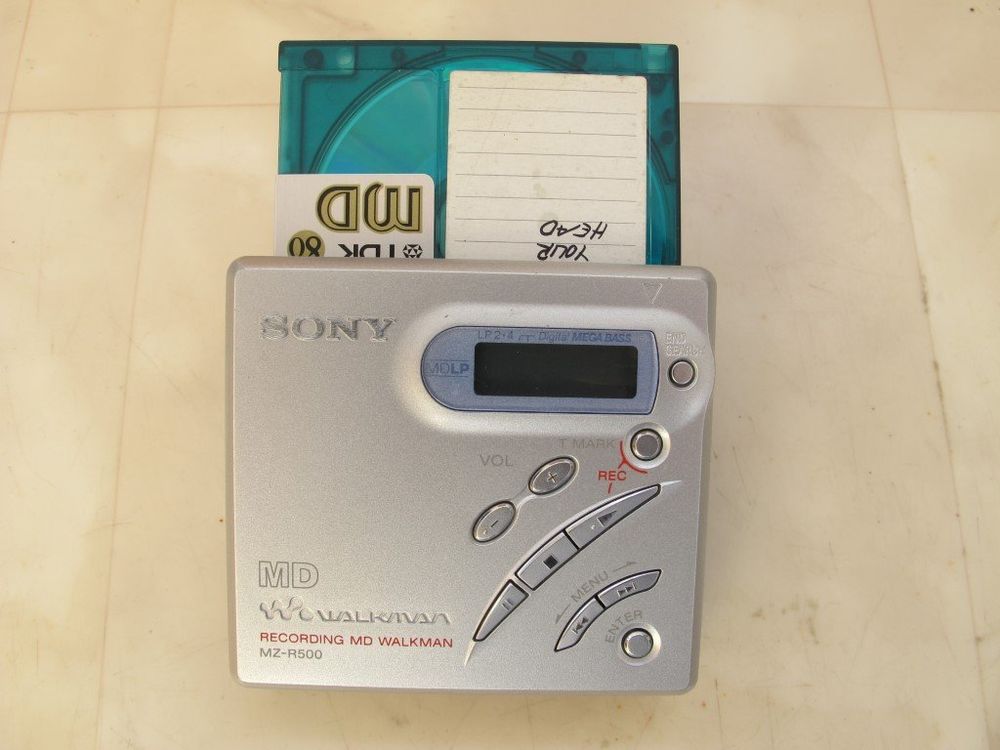 YOUR
HEAD
80
TDK
MD
SONY
LP 2•4 Digital MEGA BASS
MDLP
END
SEARCH
T MARK
VOL
+
-
REC
MENU
ENTER
MD
WALKMAN
RECORDING MD WALKMAN
MZ-R500